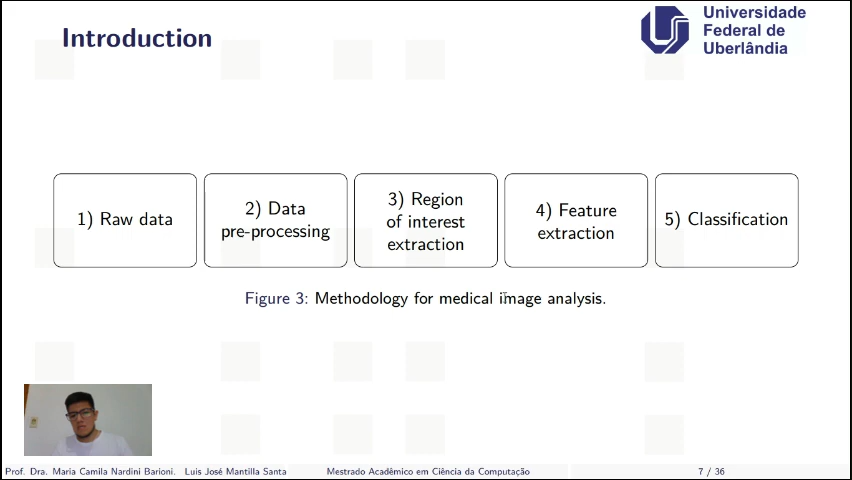 Introduction
Universidade
Federal de
Uberlândia
1) Raw data
2) Data
pre-processing
3) Region
of interest
extraction
4) Feature
extraction
5) Classification
Figure 3: Methodology for medical image analysis.
Prof. Dra. Maria Camila Nardini Barioni. Luis José Mantilla Santa
Mestrado Acadêmico em Ciência da Computação
7 / 36